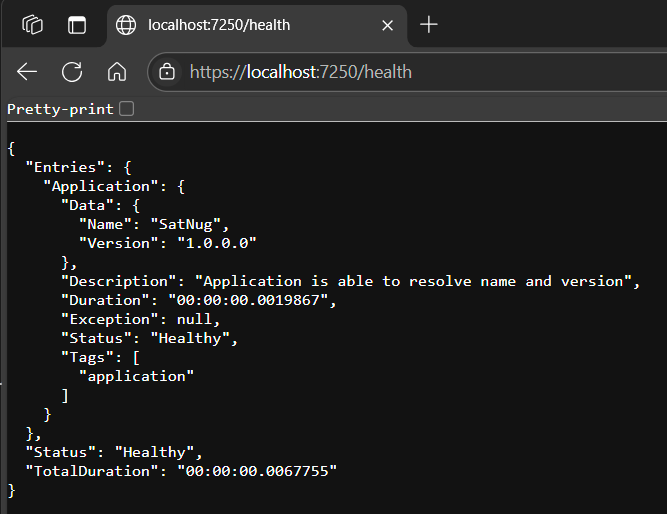 localhost:7250/health
https://localhost:7250/health
Pretty-print
{
  "Entries": {
    "Application": {
      "Data": {
        "Name": "SatNug",
        "Version": "1.0.0.0"
      },
      "Description": "Application is able to resolve name and version",
      "Duration": "00:00:00.0019867",
      "Exception": null,
      "Status": "Healthy",
      "Tags": [
        "application"
      ]
    }
  },
  "Status": "Healthy",
  "TotalDuration": "00:00:00.0067755"
}